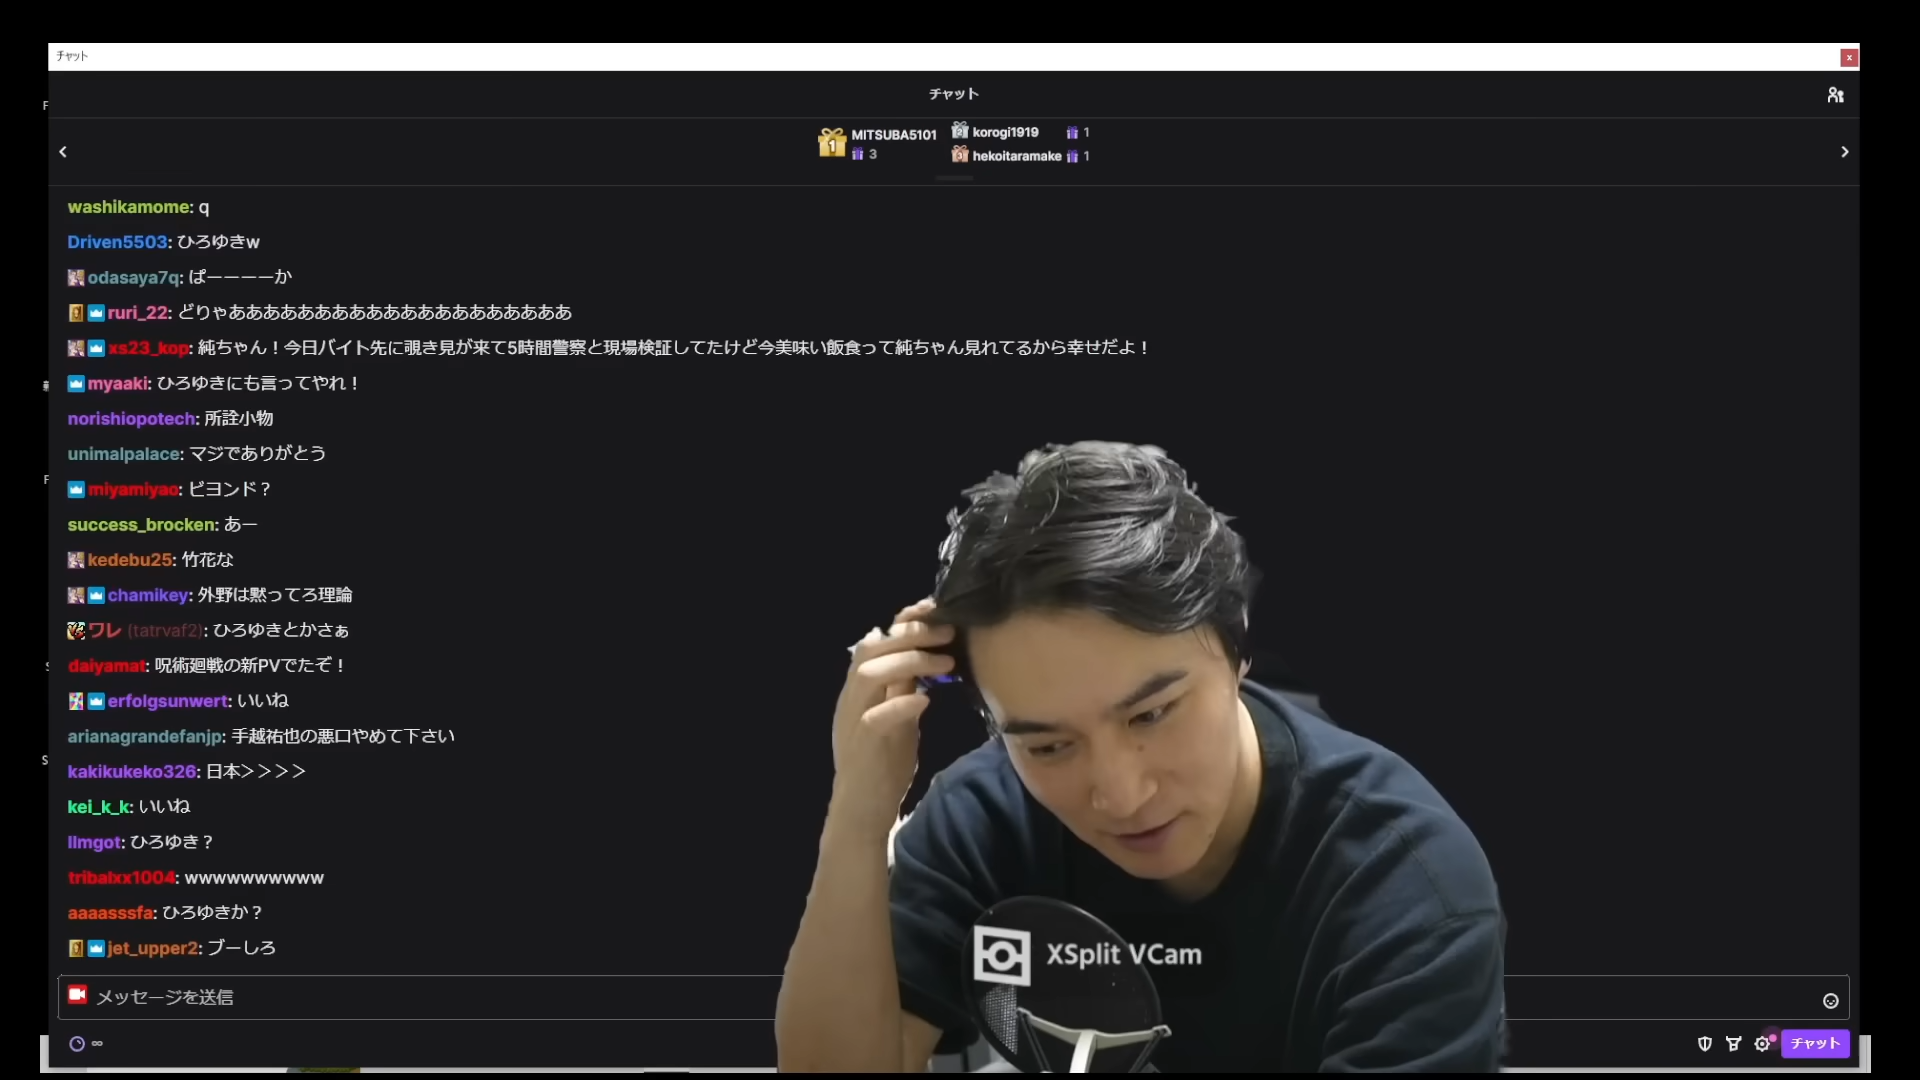 チャット
チャット
MITSUBA5101
3
korogi1919 1
hekoitaramake 1
washikamome: q
Driven5503: ひろゆきw
odasaya7q: ぱーーーーか
ruri_22: どりゃああああああああああああああああああああ
xs23_kop: 純ちゃん！今日バイト先に覗き見が来て5時間警察と現場検証してたけど今美味い飯食って純ちゃん見れてるから幸せだよ！
myaaki: ひろゆきにも言ってやれ！
norishiopotech: 所詮小物
unimalpalace: マジでありがとう
miyamiyao: ビヨンド？
success_brocken: あー
kedebu25: 竹花な
chamikey: 外野は黙ってろ理論
ワレ (tatrvaf2): ひろゆきとかさぁ
daiyamat: 呪術廻戦の新PVでたぞ！
erfolgsunwert: いいね
arianagrandefanjp: 手越祐也の悪口やめて下さい
kakikukeko326: 日本＞＞＞＞
kei_k_k: いいね
llmgot: ひろゆき？
tribalxx1004: wwwwwwwwww
aaaasssfa: ひろゆきか？
jet_upper2: ブーしろ
XSplit VCam
メッセージを送信
チャット